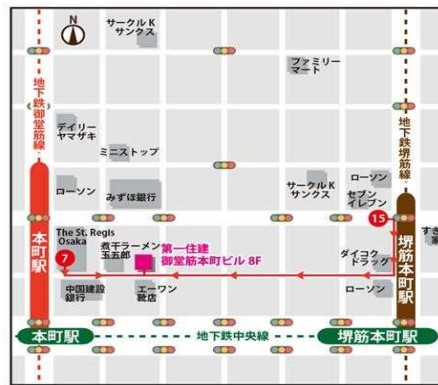 サークルK
サンクス
N
ファミリー
マート
地下鉄御堂筋線
地下鉄堺筋線
デイリー
ヤマザキ
ミニストップ
ローソン
みずほ銀行
サークルK
サンクス
ローソン
セブン
イレブン
15
The St. Regis
Osaka
7
煮干ラーメン
玉五郎
第一住建
御堂筋本町ビル 8F
本町駅
堺筋本町駅
すき
家
ダイコク
ドラッグ
中国建設
銀行
エーワン
靴店
ローソン
本町駅
地下鉄中央線
堺筋本町駅